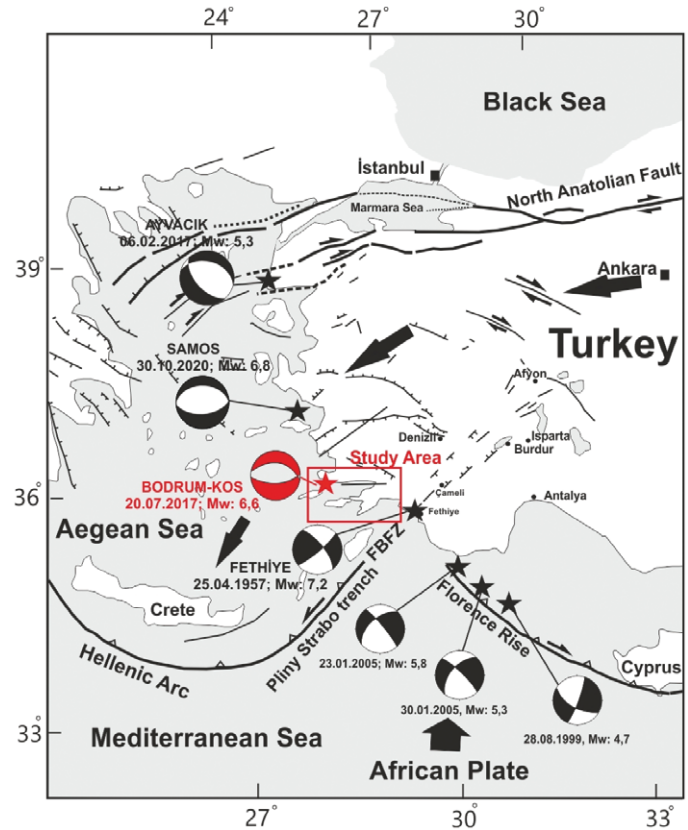 24°
27°
30°
Black Sea
İstanbul
North Anatolian Fault
Marmara Sea
AYVACIK
06.02.2017; Mw: 5,3
39°
Ankara
Turkey
SAMOS
30.10.2020; Mw: 6,8
Afyon
Denizli
Isparta
Burdur
Study Area
BODRUM-KOS
20.07.2017; Mw: 6,6
Çameli
Antalya
36°
Fethiye
Aegean Sea
FBFZ
FETHİYE
25.04.1957; Mw: 7,2
Crete
Pliny Strabo trench
Florence Rise
Hellenic Arc
23.01.2005; Mw: 5,8
Cyprus
30.01.2005, Mw: 5,3
28.08.1999, Mw: 4,7
33°
Mediterranean Sea
African Plate
27°
30°
33°